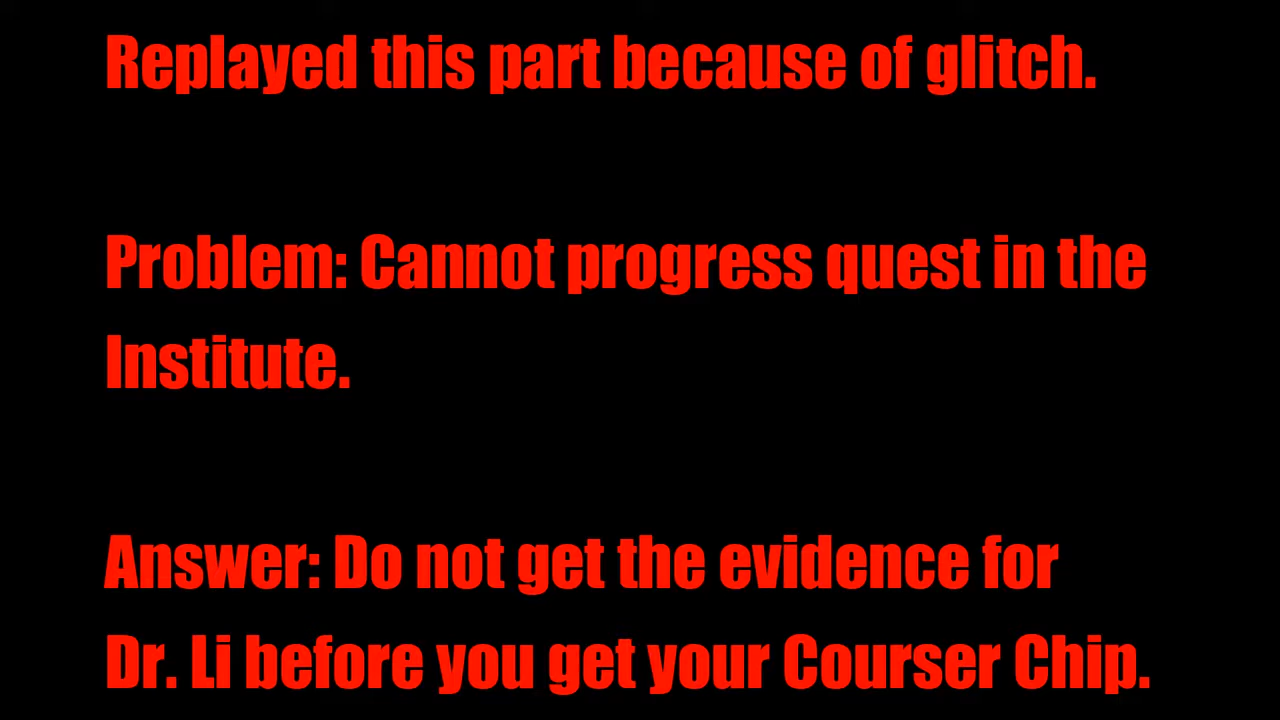 Replayed this part because of glitch.
Problem: Cannot progress quest in the
Institute.
Answer: Do not get the evidence for
Dr. Li before you get your Courser Chip.